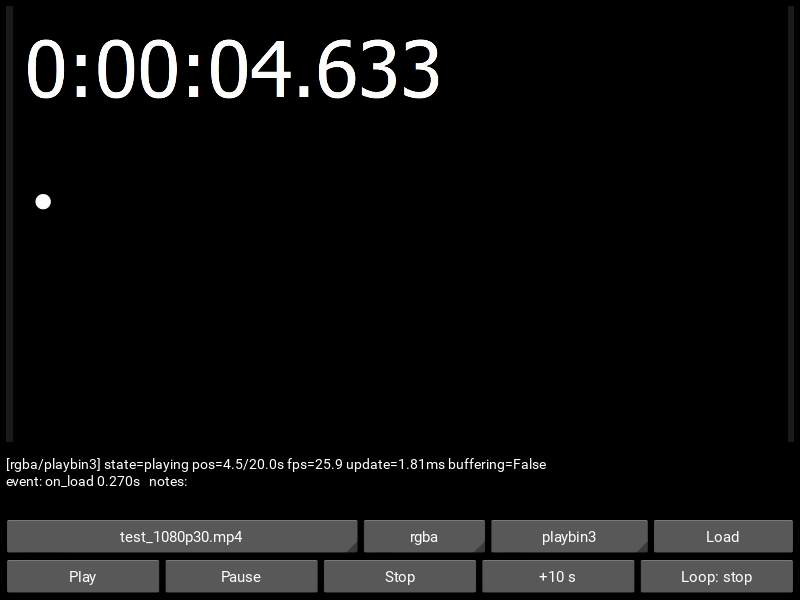 0:00:04.633
[rgba/playbin3] state=playing pos=4.5/20.0s fps=25.9 update=1.81ms buffering=False
event: on_load 0.270s notes:
test_1080p30.mp4 rgba playbin3 Load
Play Pause Stop +10 s Loop: stop